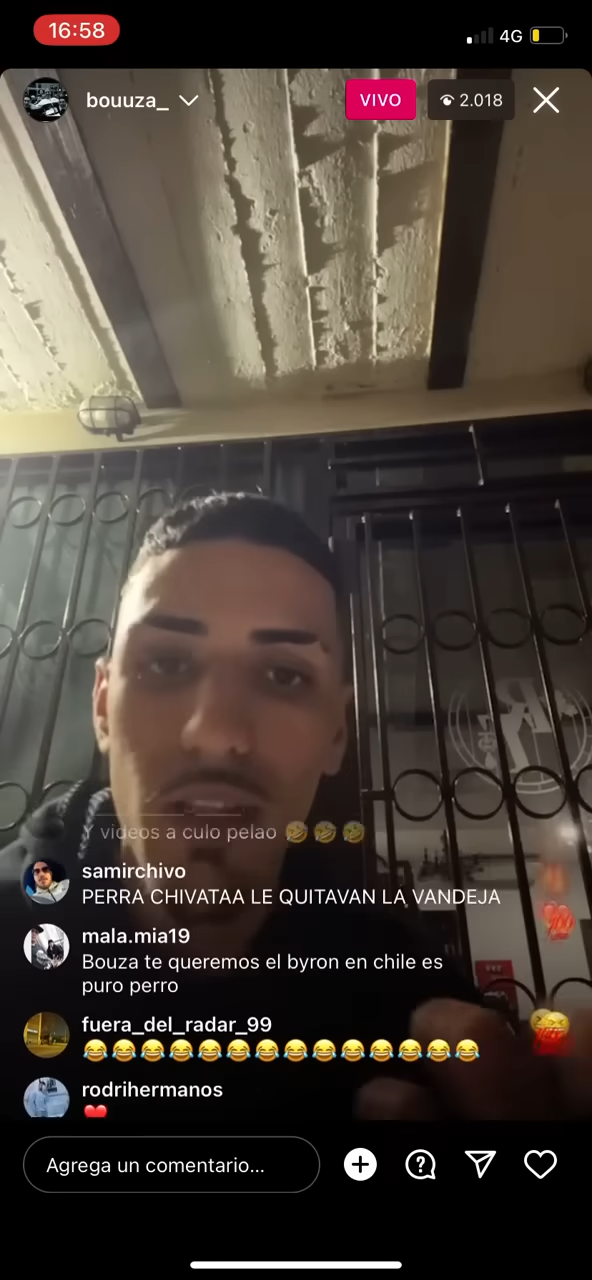 16:58
4G
bouuza_
VIVO
2.018
Y videos a culo pelao 🤣🤣🤣
samirchivo
PERRA CHIVATAA LE QUITAVAN LA VANDEJA
mala.mia19
Bouza te queremos el byron en chile es
puro perro
fuera_del_radar_99
😂😂😂😂😂😂😂😂😂😂😂😂😂😂
rodrihermanos
❤️
Agrega un comentario...